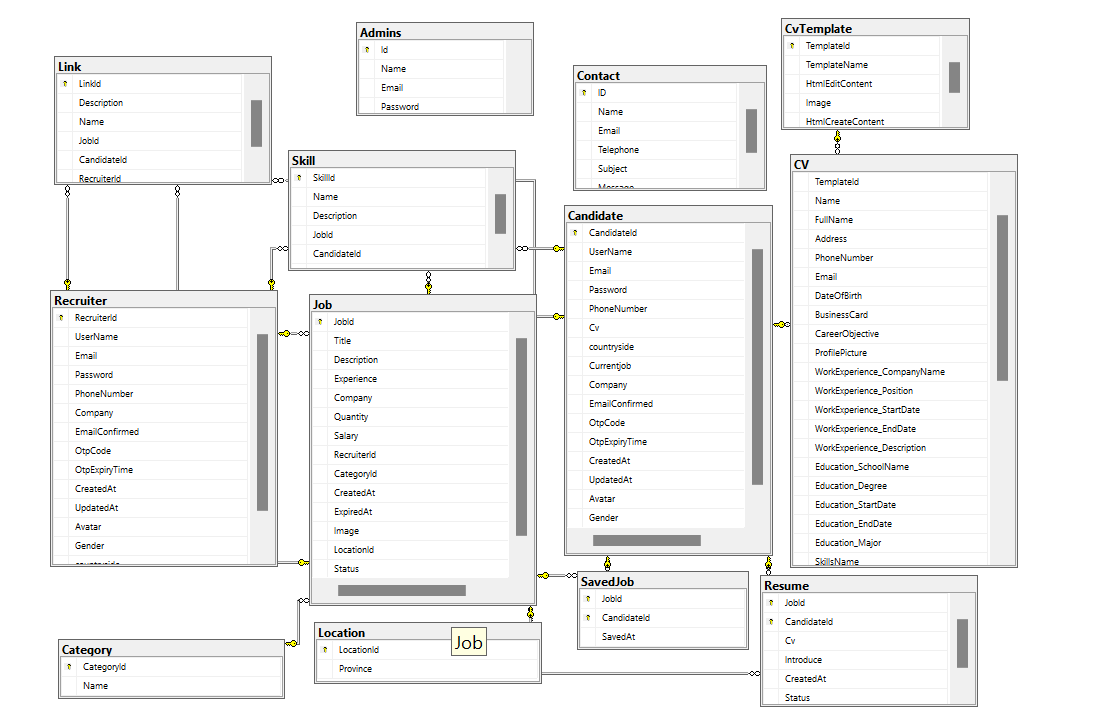 Link
LinkId
Description
Name
JobId
CandidateId
RecruiterId
Admins
Id
Name
Email
Password
Contact
ID
Name
Email
Telephone
Subject
Message
CvTemplate
TemplateId
TemplateName
HtmlEditContent
Image
HtmlCreateContent
Skill
SkillId
Name
Description
JobId
CandidateId
CV
TemplateId
Name
FullName
Address
PhoneNumber
Email
DateOfBirth
BusinessCard
CareerObjective
ProfilePicture
WorkExperience_CompanyName
WorkExperience_Position
WorkExperience_StartDate
WorkExperience_EndDate
WorkExperience_Description
Education_SchoolName
Education_Degree
Education_StartDate
Education_EndDate
Education_Major
SkillsName
Candidate
CandidateId
UserName
Email
Password
PhoneNumber
Cv
countryside
Currentjob
Company
EmailConfirmed
OtpCode
OtpExpiryTime
CreatedAt
UpdatedAt
Avatar
Gender
Recruiter
RecruiterId
UserName
Email
Password
PhoneNumber
Company
EmailConfirmed
OtpCode
OtpExpiryTime
CreatedAt
UpdatedAt
Avatar
Gender
countryside
Job
JobId
Title
Description
Experience
Company
Quantity
Salary
RecruiterId
CategoryId
CreatedAt
ExpiredAt
Image
LocationId
Status
SavedJob
JobId
CandidateId
SavedAt
Resume
JobId
CandidateId
Cv
Introduce
CreatedAt
Status
Location
LocationId
Province
Job
Category
CategoryId
Name